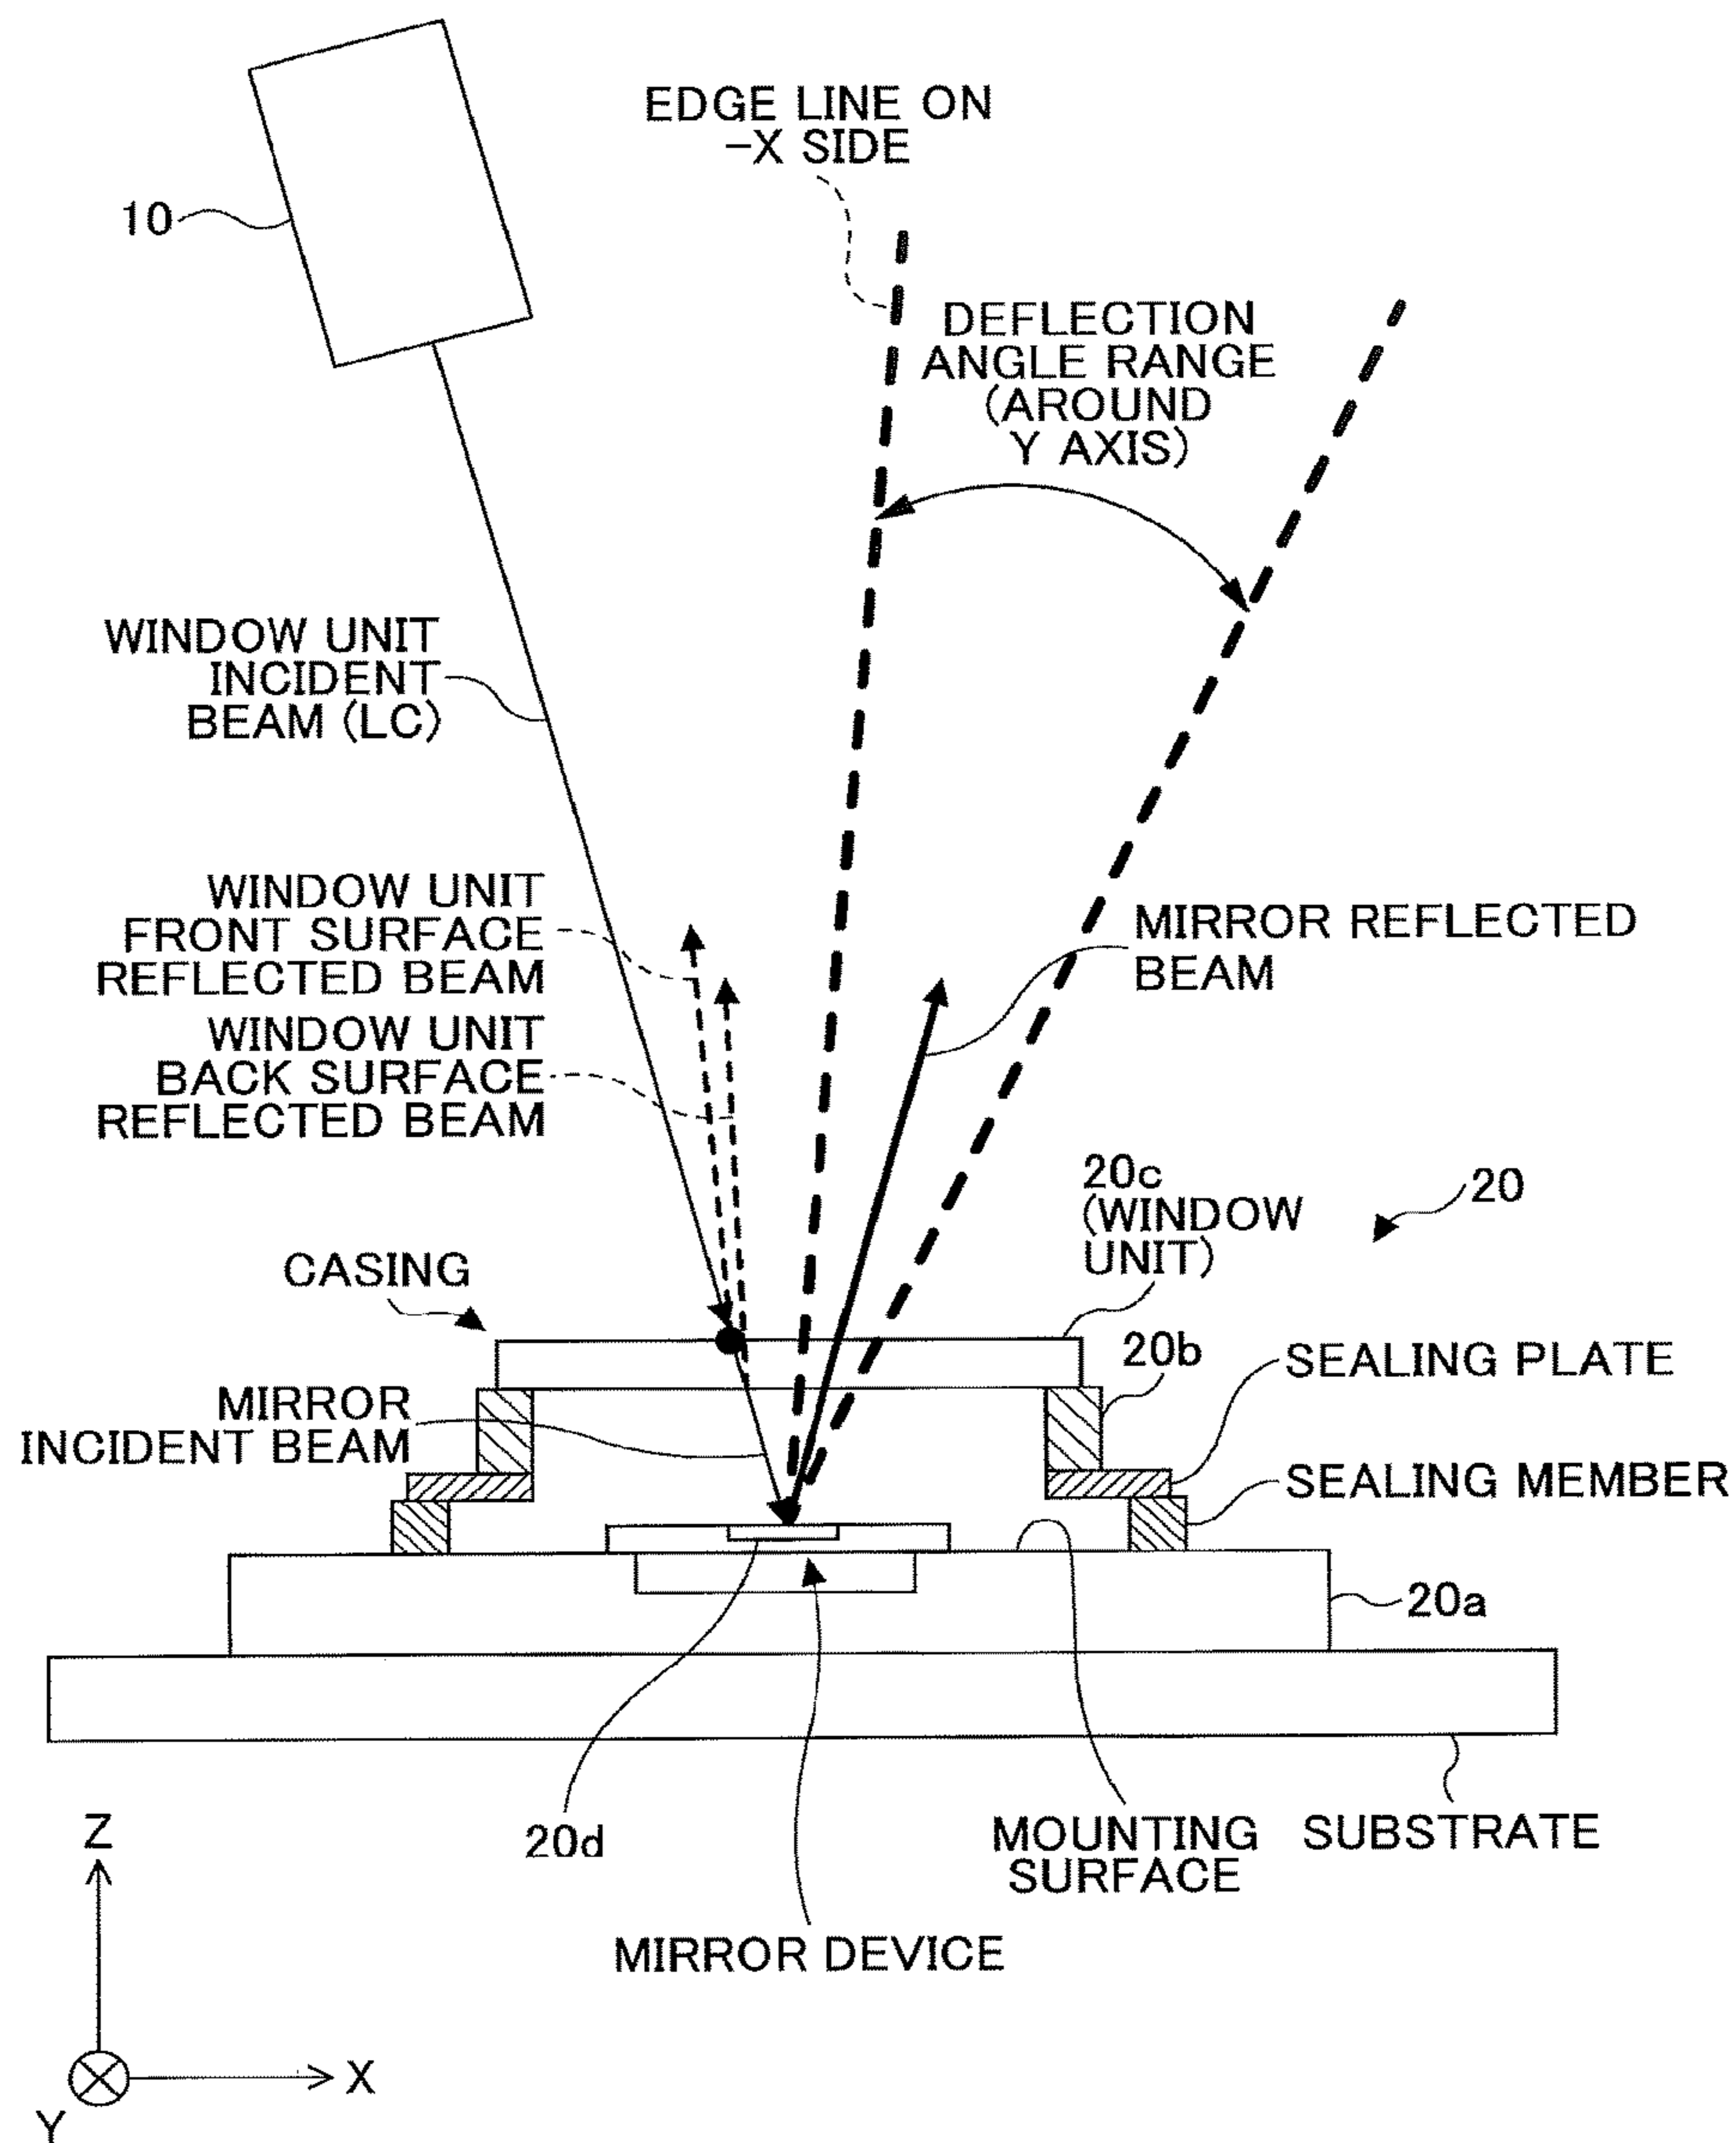 EDGE LINE ON
-X SIDE
10
DEFLECTION
ANGLE RANGE
(AROUND
Y AXIS)
WINDOW UNIT
INCIDENT
BEAM (LC)
WINDOW UNIT
FRONT SURFACE
REFLECTED BEAM
MIRROR REFLECTED
BEAM
WINDOW UNIT
BACK SURFACE
REFLECTED BEAM
20c
(WINDOW
UNIT)
20
CASING
20b
SEALING PLATE
MIRROR
INCIDENT BEAM
SEALING MEMBER
20a
20d
MOUNTING
SURFACE
SUBSTRATE
MIRROR DEVICE
Z
X
Y